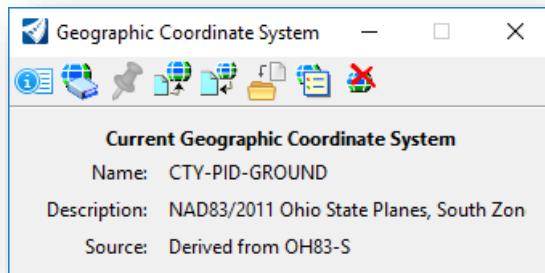 Geographic Coordinate System
Current Geographic Coordinate System
Name: CTY-PID-GROUND
Description: NAD83/2011 Ohio State Planes, South Zon
Source: Derived from OH83-S